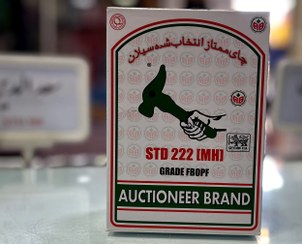 چای ممتاز انتخاب شده سیلان
STD 222 (MH)
GRADE FBOPF
AUCTIONEER BRAND